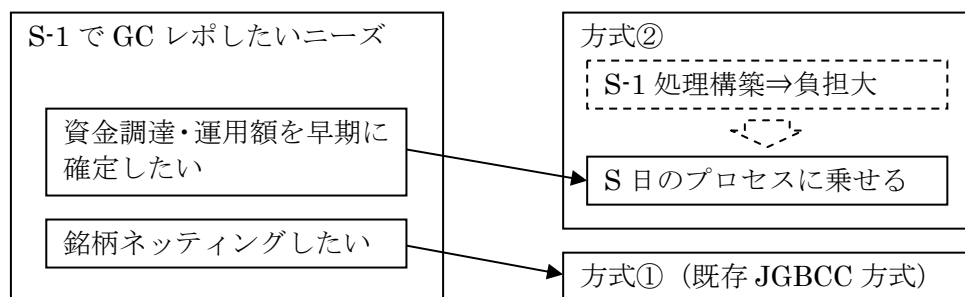 S-1 で GC レポしたいニーズ
資金調達・運用額を早期に
確定したい
銘柄ネッティングしたい
方式②
S-1 処理構築⇒負担大
S 日のプロセスに乗せる
方式①（既存 JGBCC 方式）